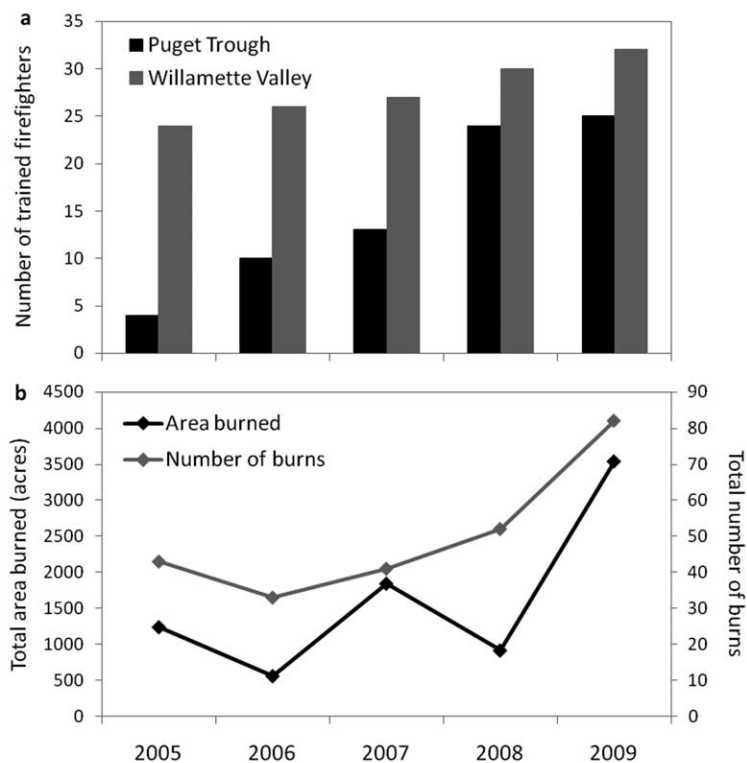 a
Number of trained firefighters
35
30
25
20
15
10
5
0
Puget Trough
Willamette Valley
b
Total area burned (acres)
4500
4000
3500
3000
2500
2000
1500
1000
500
0
Area burned
Number of burns
90
80
70
60
50
40
30
20
10
0
Total number
of burns
2005 2006 2007 2008 2009